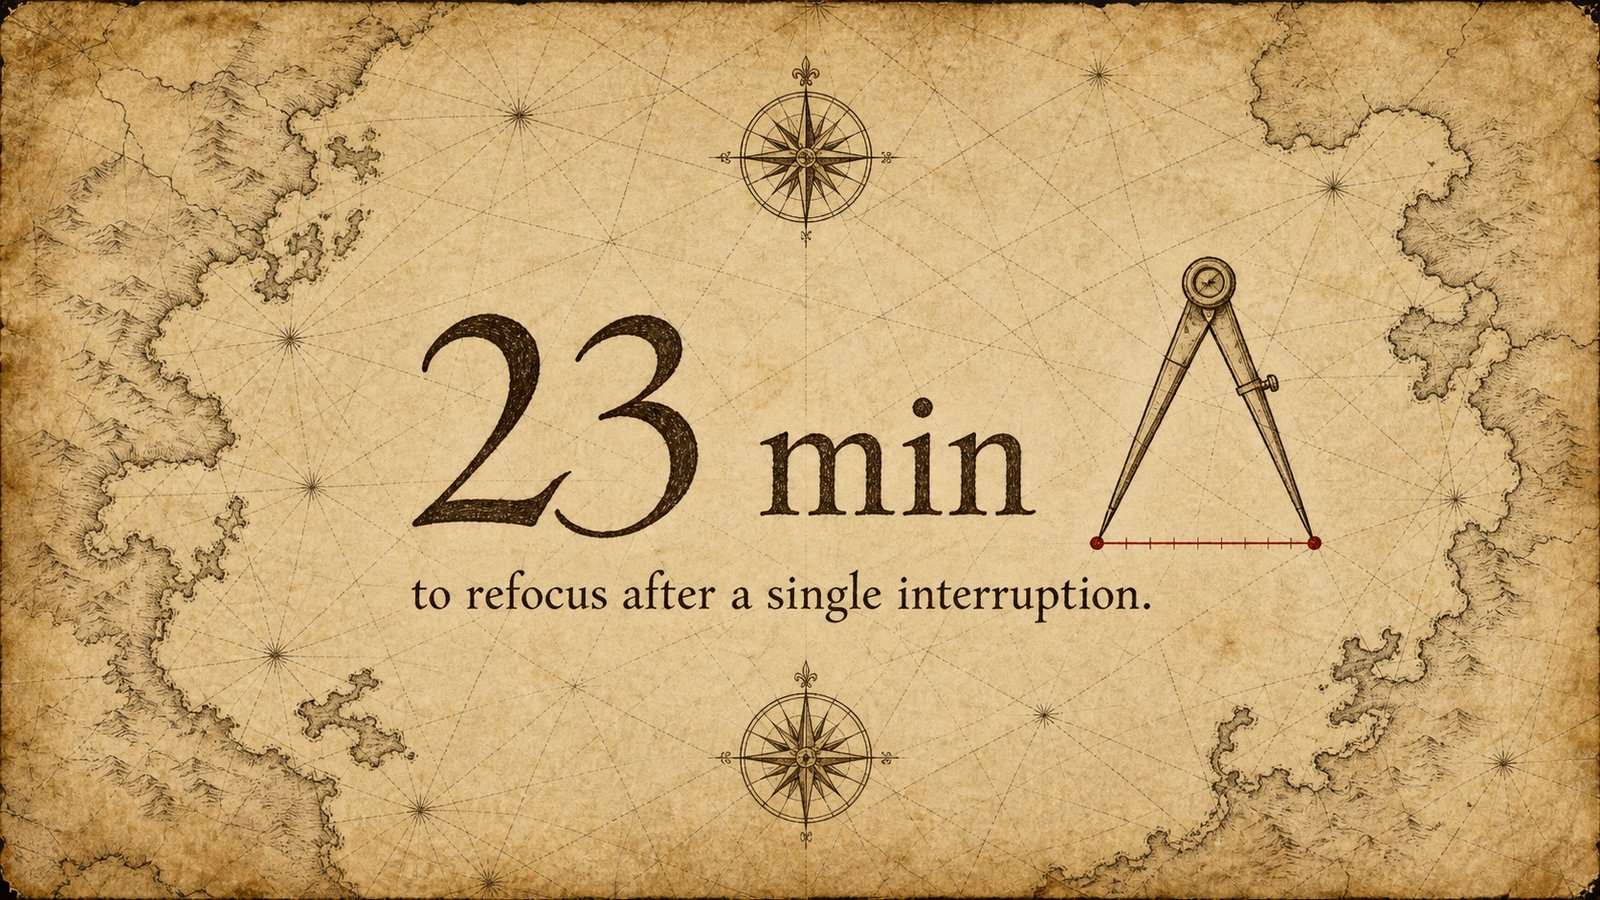 23 min
to refocus after a single interruption.